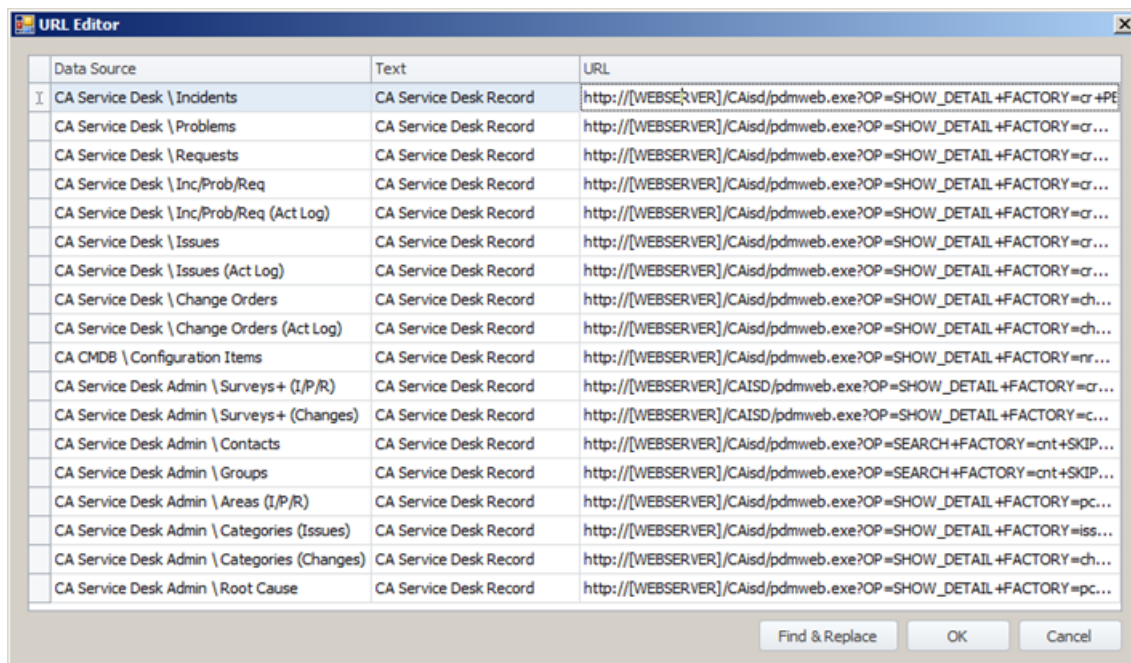 URL Editor
Data Source Text URL
CA Service Desk \ Incidents CA Service Desk Record http://[WEBSERVER]/CAisd/pdmweb.exe?OP=SHOW_DETAIL+FACTORY=cr+PE
CA Service Desk \ Problems CA Service Desk Record http://[WEBSERVER]/CAisd/pdmweb.exe?OP=SHOW_DETAIL+FACTORY=cr...
CA Service Desk \ Requests CA Service Desk Record http://[WEBSERVER]/CAisd/pdmweb.exe?OP=SHOW_DETAIL+FACTORY=cr...
CA Service Desk \ Inc/Prob/Req CA Service Desk Record http://[WEBSERVER]/CAisd/pdmweb.exe?OP=SHOW_DETAIL+FACTORY=cr...
CA Service Desk \ Inc/Prob/Req (Act Log) CA Service Desk Record http://[WEBSERVER]/CAisd/pdmweb.exe?OP=SHOW_DETAIL+FACTORY=cr...
CA Service Desk \ Issues CA Service Desk Record http://[WEBSERVER]/CAisd/pdmweb.exe?OP=SHOW_DETAIL+FACTORY=cr...
CA Service Desk \ Issues (Act Log) CA Service Desk Record http://[WEBSERVER]/CAisd/pdmweb.exe?OP=SHOW_DETAIL+FACTORY=cr...
CA Service Desk \ Change Orders CA Service Desk Record http://[WEBSERVER]/CAisd/pdmweb.exe?OP=SHOW_DETAIL+FACTORY=ch...
CA Service Desk \ Change Orders (Act Log) CA Service Desk Record http://[WEBSERVER]/CAisd/pdmweb.exe?OP=SHOW_DETAIL+FACTORY=ch...
CA CMDB \ Configuration Items CA Service Desk Record http://[WEBSERVER]/CAisd/pdmweb.exe?OP=SHOW_DETAIL+FACTORY=nr...
CA Service Desk Admin \ Surveys+ (I/P/R) CA Service Desk Record http://[WEBSERVER]/CAISD/pdmweb.exe?OP=SHOW_DETAIL+FACTORY=cr...
CA Service Desk Admin \ Surveys+ (Changes) CA Service Desk Record http://[WEBSERVER]/CAISD/pdmweb.exe?OP=SHOW_DETAIL+FACTORY=c...
CA Service Desk Admin \ Contacts CA Service Desk Record http://[WEBSERVER]/CAisd/pdmweb.exe?OP=SEARCH+FACTORY=cnt+SKIP...
CA Service Desk Admin \ Groups CA Service Desk Record http://[WEBSERVER]/CAisd/pdmweb.exe?OP=SEARCH+FACTORY=cnt+SKIP...
CA Service Desk Admin \ Areas (I/P/R) CA Service Desk Record http://[WEBSERVER]/CAisd/pdmweb.exe?OP=SHOW_DETAIL+FACTORY=pc...
CA Service Desk Admin \ Categories (Issues) CA Service Desk Record http://[WEBSERVER]/CAisd/pdmweb.exe?OP=SHOW_DETAIL+FACTORY=iss...
CA Service Desk Admin \ Categories (Changes) CA Service Desk Record http://[WEBSERVER]/CAisd/pdmweb.exe?OP=SHOW_DETAIL+FACTORY=ch...
CA Service Desk Admin \ Root Cause CA Service Desk Record http://[WEBSERVER]/CAisd/pdmweb.exe?OP=SHOW_DETAIL+FACTORY=pc...
Find & Replace OK Cancel